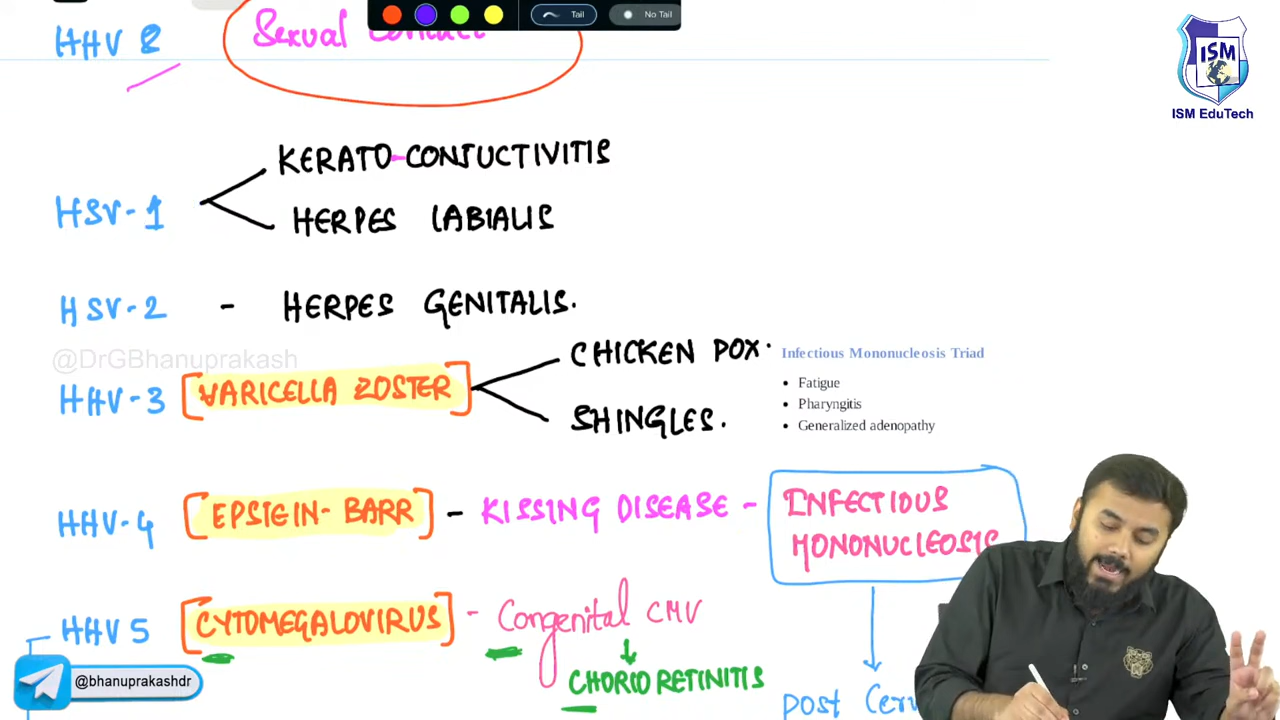 HHV 8
Sexual Contact
Tail
No Tail
ISM
ISM EduTech
HSV-1
KERATO-CONJUCTIVITIS
HERPES LABIALIS
HSV-2 - HERPES GENITALIS.
@DrGBhanuprakash
HHV-3 [VARICELLA ZOSTER]
CHICKEN POX.
SHINGLES.
Infectious Mononucleosis Triad
• Fatigue
• Pharyngitis
• Generalized adenopathy
HHV-4 [EPSTEIN-BARR] - KISSING DISEASE -
INFECTIOUS
MONONUCLEOSIS
HHV 5 [CYTOMEGALOVIRUS] - Congenital CMV
CHORIO RETINITIS
@bhanuprakashdr
Post